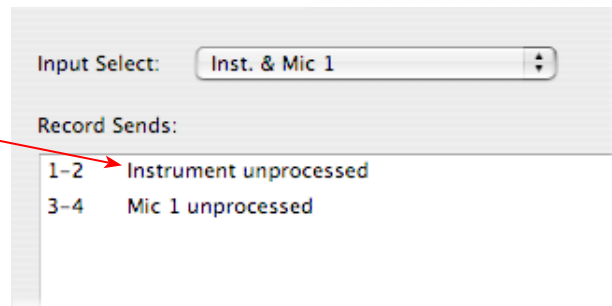 Input Select: Inst. & Mic 1
Record Sends:
1-2 Instrument unprocessed
3-4 Mic 1 unprocessed